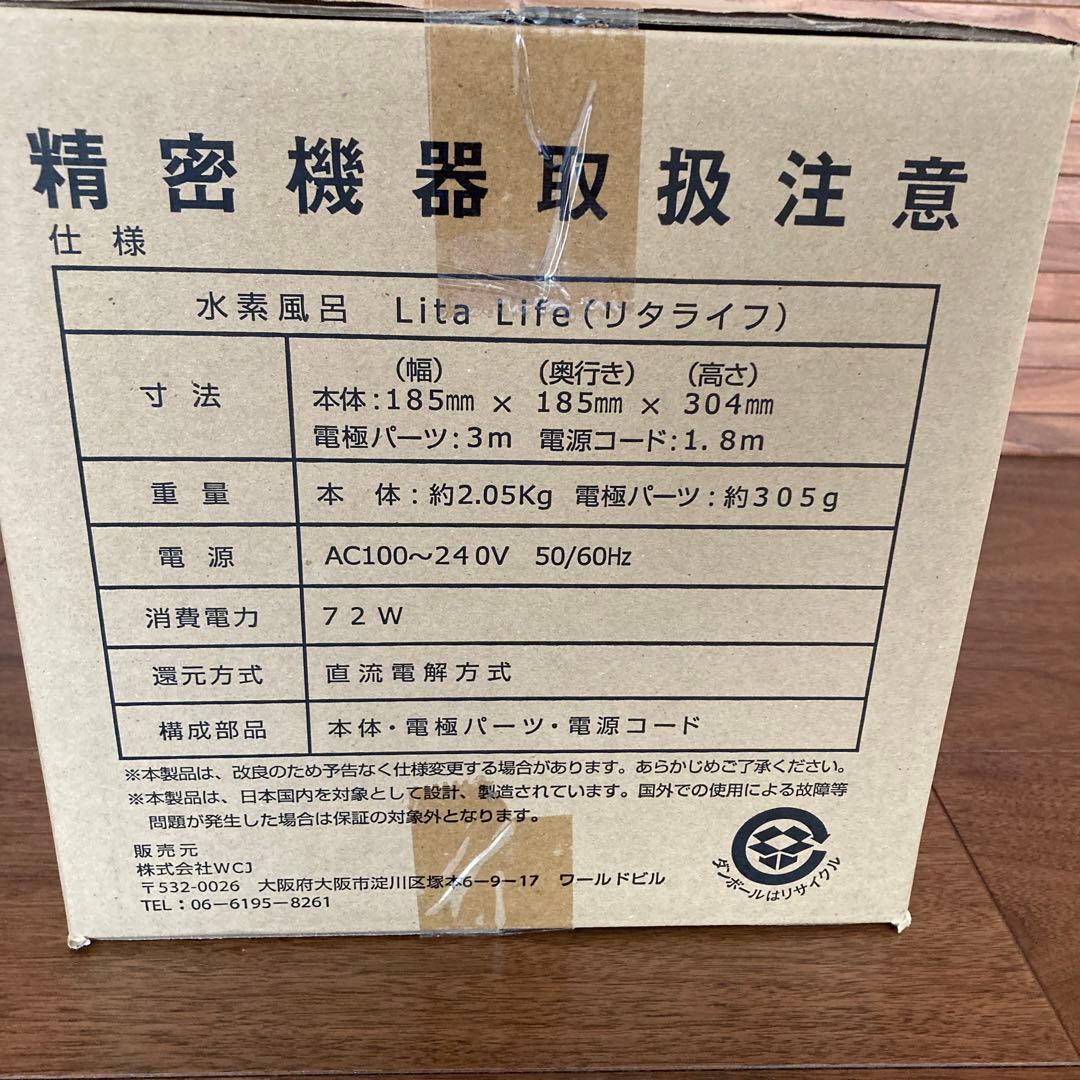 精密機器取扱注意
仕様
水素風呂 Lita Life(リタライフ)
寸法
(幅) (奥行き) (高さ)
本体:185㎜ × 185㎜ × 304㎜
電極パーツ:3m 電源コード:1.8m
重量 本 体:約2.05Kg 電極パーツ:約305g
電源 AC100~240V 50/60Hz
消費電力 72W
還元方式 直流電解方式
構成部品 本体・電極パーツ・電源コード
※本製品は、改良のため予告なく仕様変更する場合があります。あらかじめご了承ください。
※本製品は、日本国内を対象として設計、製造されています。国外での使用による故障等
問題が発生した場合は保証の対象外となります。
販売元
株式会社WCJ
〒532-0026 大阪府大阪市淀川区塚本6-9-17 ワールドビル
TEL:06-6195-8261
ダンボールはリサイクル